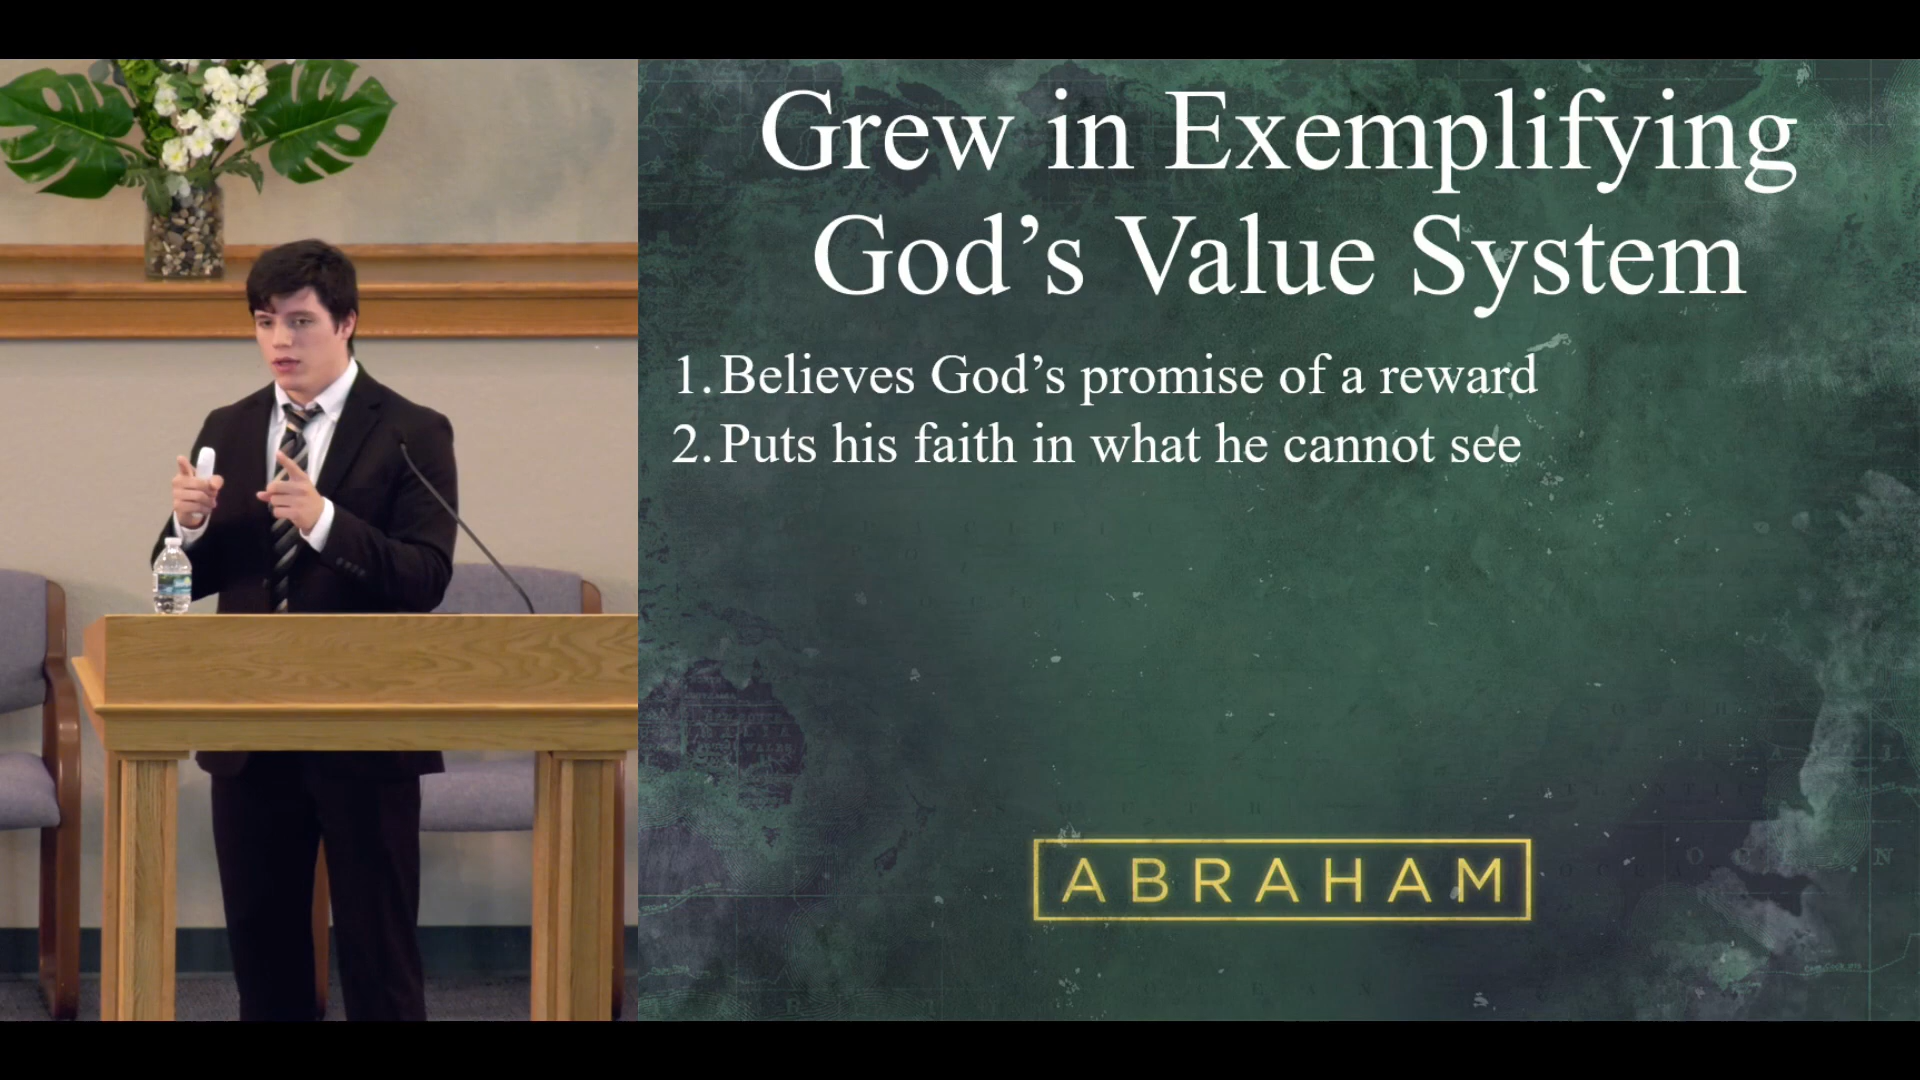 Grew in Exemplifying
God’s Value System
1. Believes God’s promise of a reward
2. Puts his faith in what he cannot see
ABRAHAM